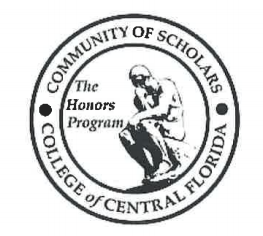 COMMUNITY OF SCHOLARS
The
Honors
Program
COLLEGE of CENTRAL FLORIDA